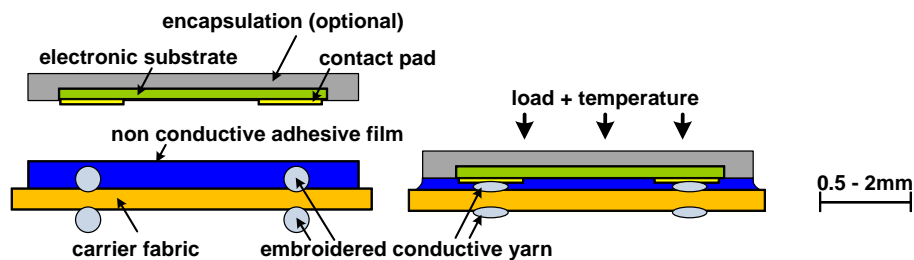 encapsulation (optional)
electronic substrate
contact pad
load + temperature
non conductive adhesive film
0.5 - 2mm
carrier fabric
embroidered conductive yarn